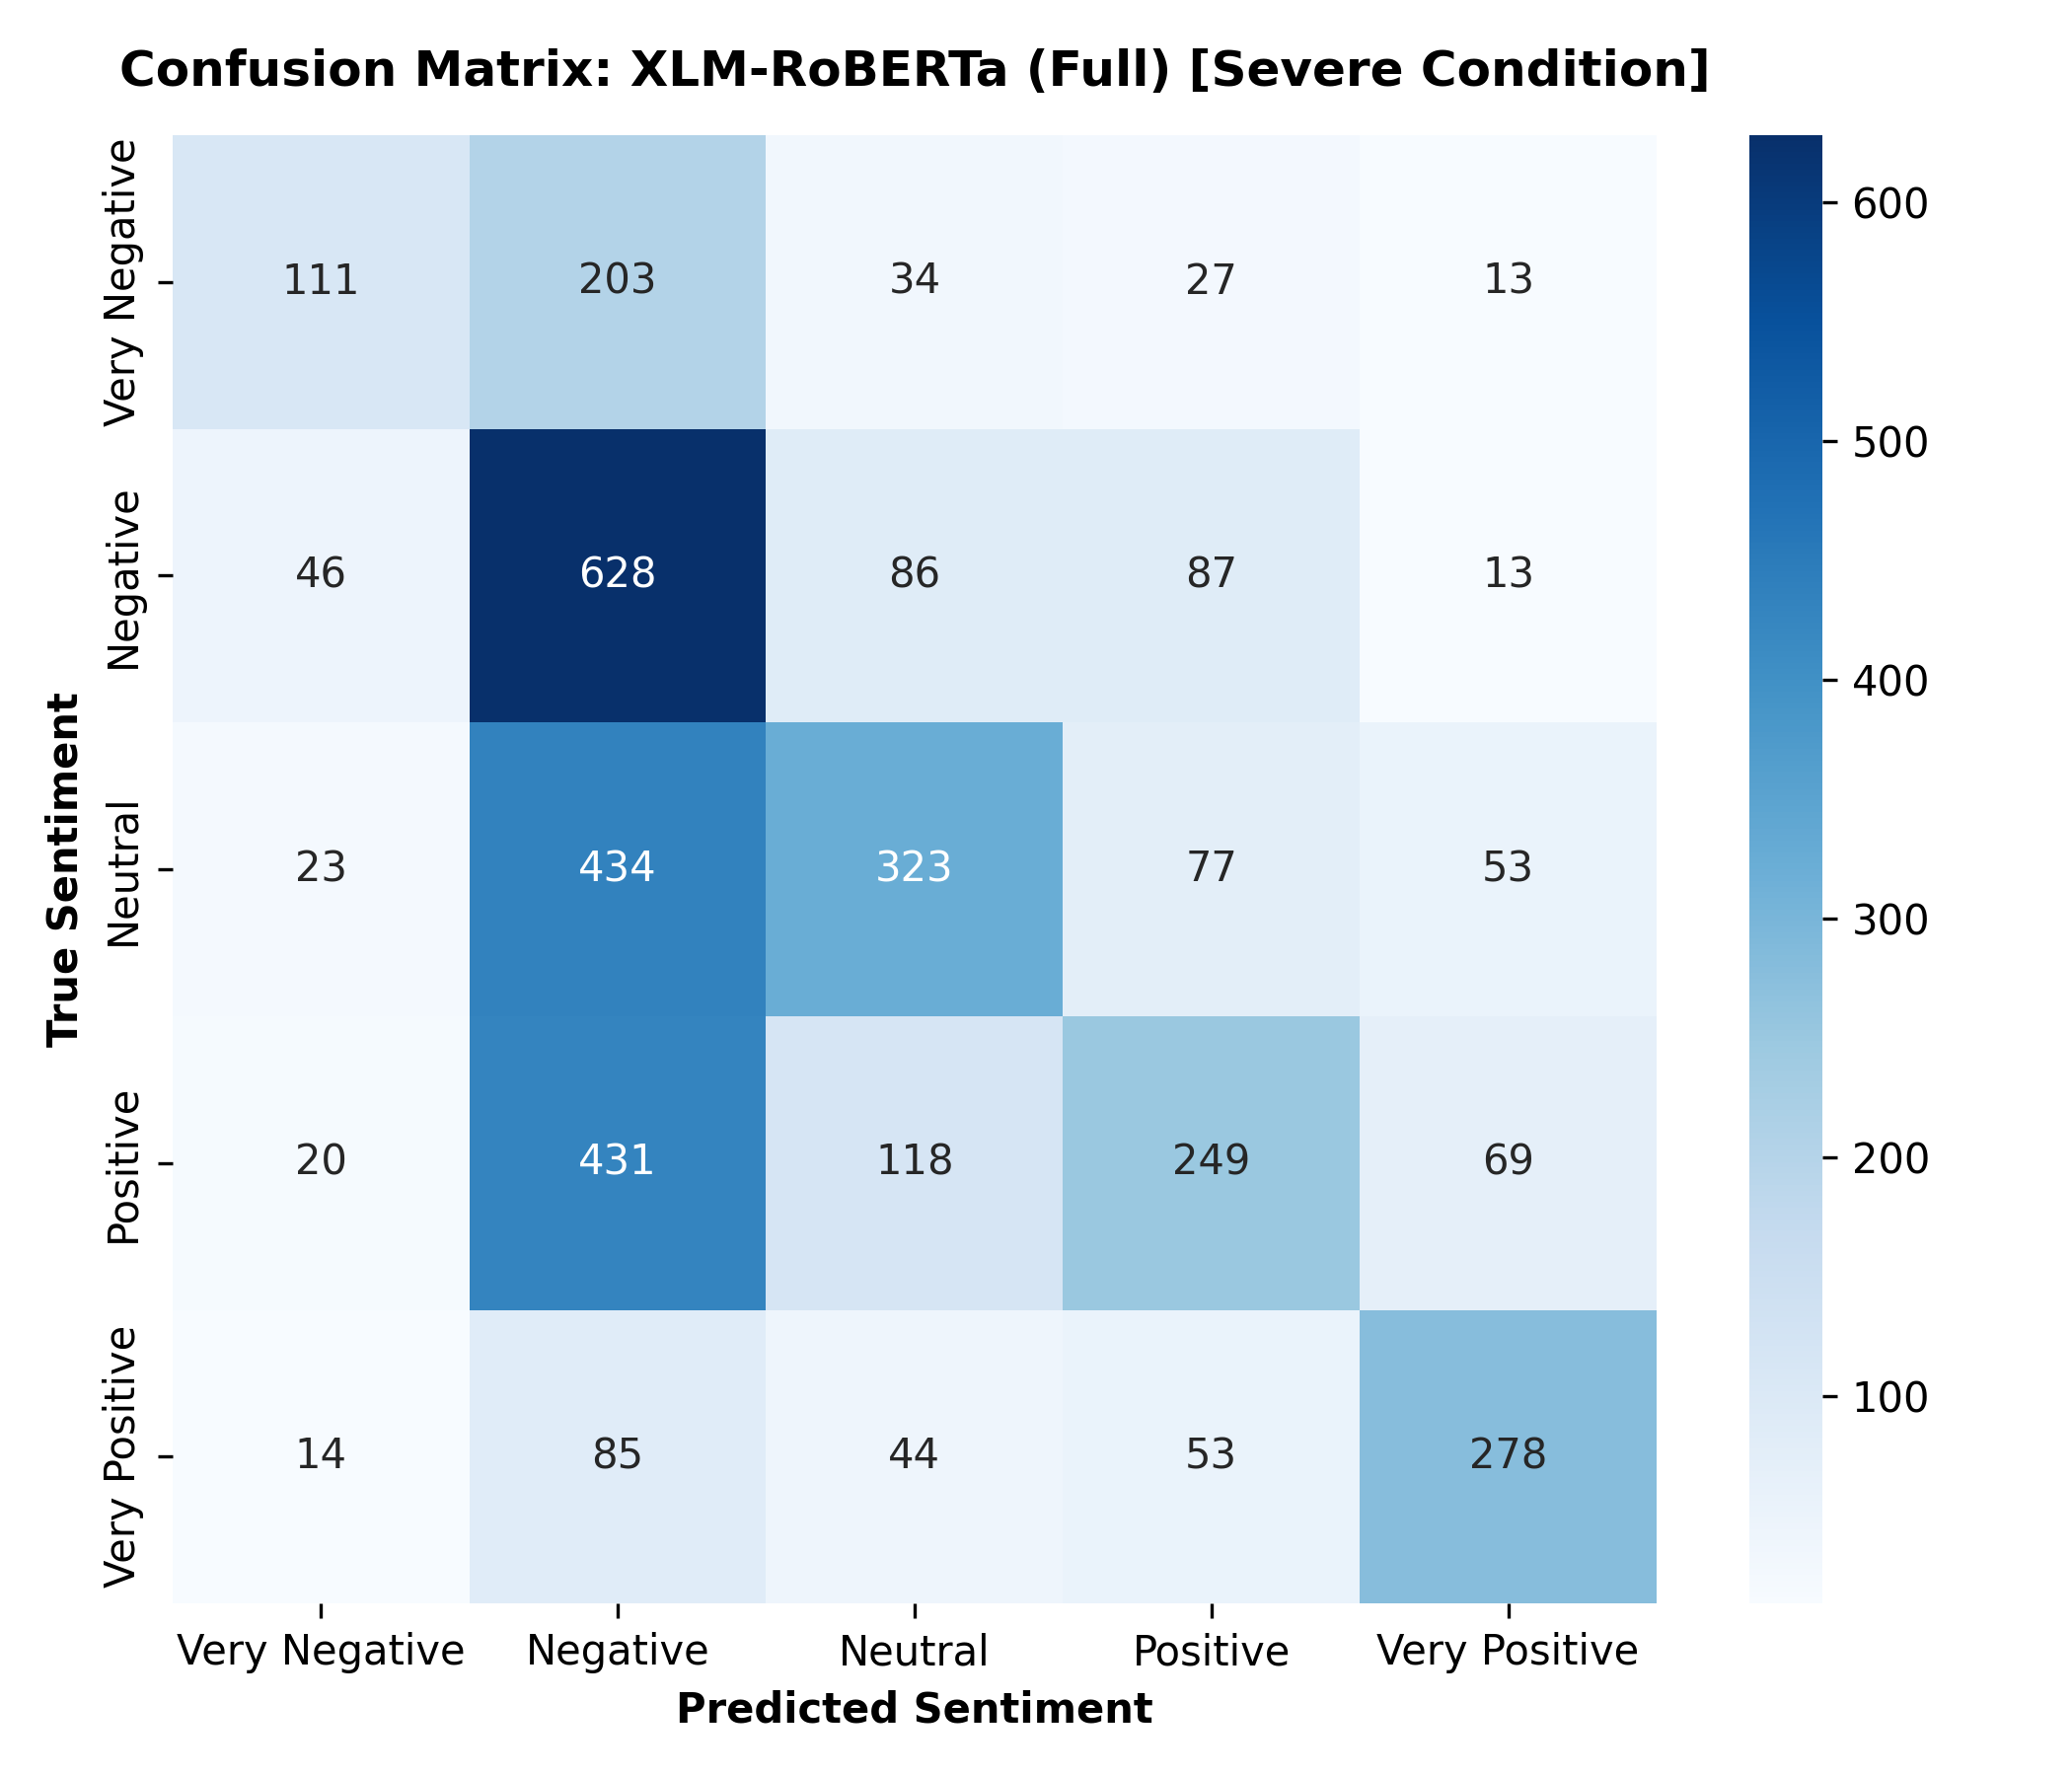 Confusion Matrix: XLM-RoBERTa (Full) [Severe Condition]
True Sentiment
Very Negative
111 203 34 27 13
Negative
46 628 86 87 13
Neutral
23 434 323 77 53
Positive
20 431 118 249 69
Very Positive
14 85 44 53 278
Very Negative Negative Neutral Positive Very Positive
Predicted Sentiment
600
500
400
300
200
100